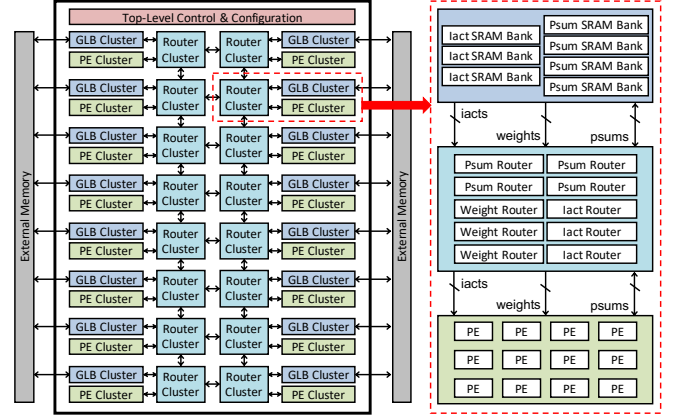 Top-Level Control & Configuration
External Memory
GLB Cluster
PE Cluster
Router
Cluster
Router
Cluster
GLB Cluster
PE Cluster
GLB Cluster
PE Cluster
Router
Cluster
Router
Cluster
GLB Cluster
PE Cluster
GLB Cluster
PE Cluster
Router
Cluster
Router
Cluster
GLB Cluster
PE Cluster
GLB Cluster
PE Cluster
Router
Cluster
Router
Cluster
GLB Cluster
PE Cluster
GLB Cluster
PE Cluster
Router
Cluster
Router
Cluster
GLB Cluster
PE Cluster
GLB Cluster
PE Cluster
Router
Cluster
Router
Cluster
GLB Cluster
PE Cluster
GLB Cluster
PE Cluster
Router
Cluster
Router
Cluster
GLB Cluster
PE Cluster
GLB Cluster
PE Cluster
Router
Cluster
Router
Cluster
GLB Cluster
PE Cluster
External Memory
Iact SRAM Bank
Iact SRAM Bank
Iact SRAM Bank
Psum SRAM Bank
Psum SRAM Bank
Psum SRAM Bank
Psum SRAM Bank
iacts
weights
psums
Psum Router Psum Router
Psum Router Psum Router
Weight Router Iact Router
Weight Router Iact Router
Weight Router Iact Router
iacts
weights
psums
PE PE PE PE
PE PE PE PE
PE PE PE PE